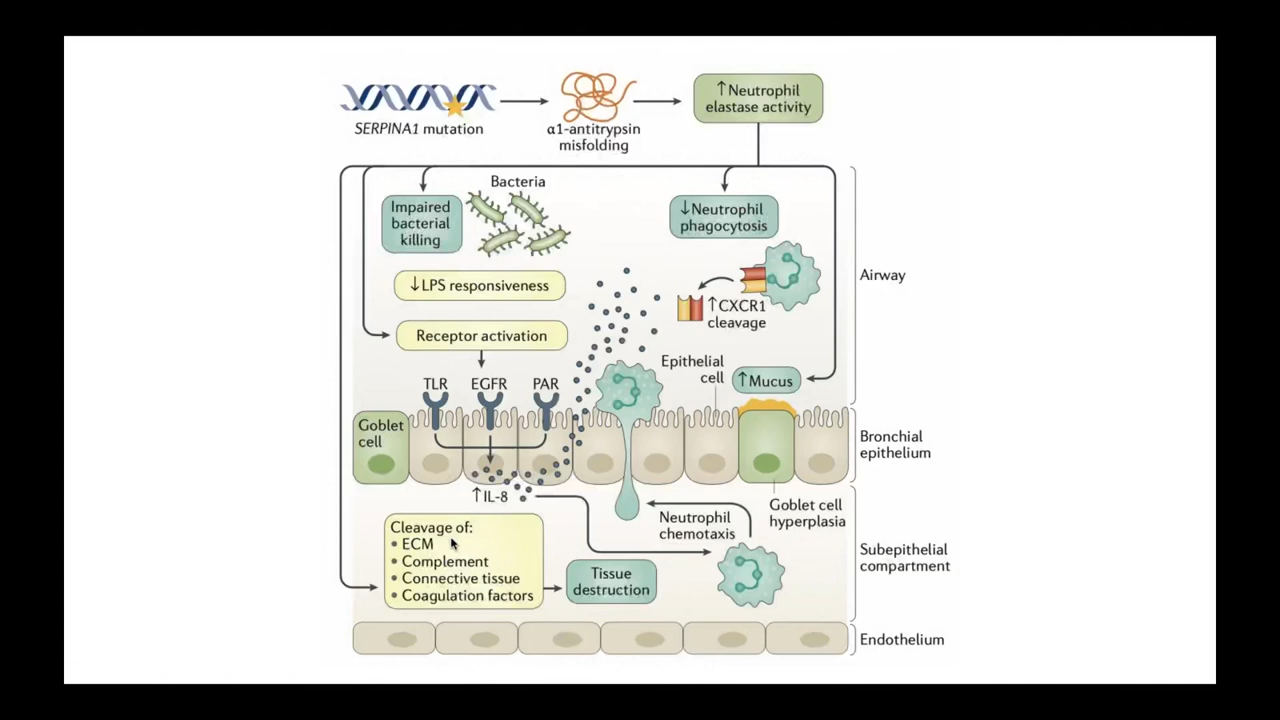 SERPINA1 mutation
α1-antitrypsin
misfolding
↑Neutrophil
elastase activity
Bacteria
Impaired
bacterial
killing
↓Neutrophil
phagocytosis
↓LPS responsiveness
↑CXCR1
cleavage
Airway
Receptor activation
TLR
EGFR
PAR
Epithelial
cell
↑Mucus
Goblet
cell
Bronchial
epithelium
↑IL-8
Neutrophil
chemotaxis
Goblet cell
hyperplasia
Cleavage of:
• ECM
• Complement
• Connective tissue
• Coagulation factors
Tissue
destruction
Subepithelial
compartment
Endothelium